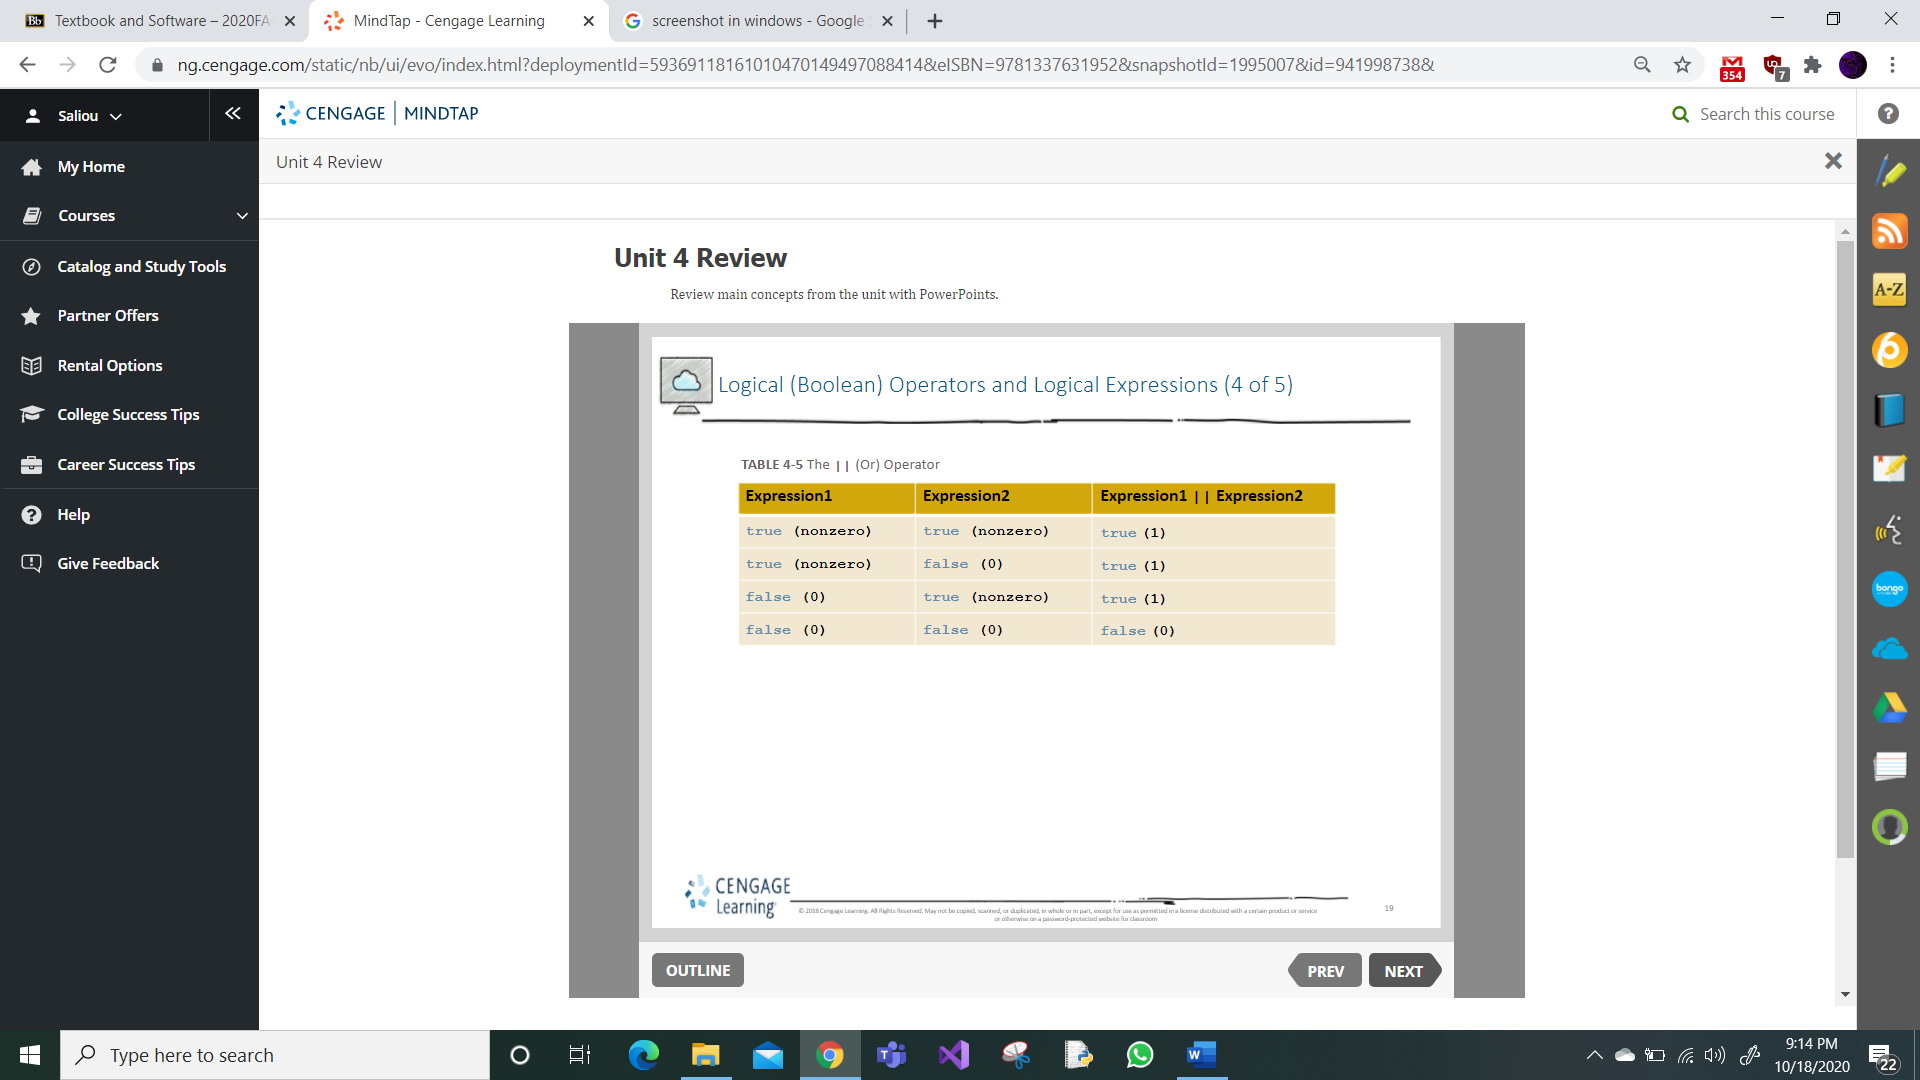 Textbook and Software – 2020FA
MindTap - Cengage Learning
screenshot in windows - Google
ng.cengage.com/static/nb/ui/evo/index.html?deploymentId=59369118161010470149497088414&eISBN=9781337631952&snapshotId=1995007&id=941998738&
354
7
Saliou
CENGAGE | MINDTAP
Search this course
My Home
Courses
Catalog and Study Tools
Partner Offers
Rental Options
College Success Tips
Career Success Tips
Help
Give Feedback
Unit 4 Review
Unit 4 Review
Review main concepts from the unit with PowerPoints.
Logical (Boolean) Operators and Logical Expressions (4 of 5)
TABLE 4-5 The || (Or) Operator
Expression1 Expression2 Expression1 || Expression2
true (nonzero) true (nonzero) true (1)
true (nonzero) false (0) true (1)
false (0) true (nonzero) true (1)
false (0) false (0) false (0)
CENGAGE
Learning
© 2018 Cengage Learning. All Rights Reserved. May not be copied, scanned, or duplicated, in whole or in part, except for use as permitted in a license distributed with a certain product or service
or otherwise on a password-protected website for classroom
19
OUTLINE
PREV
NEXT
A-Z
bongo
Type here to search
9:14 PM
10/18/2020
22